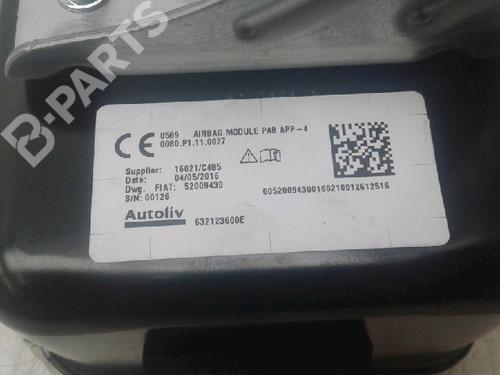 B-PARTS
CE 0589 AIRBAG MODULE PAB APP-4
0080.P1.11.0027
Supplier: 16021/C485
Date: 04/05/2016
Dwg. FIAT: 52009430
S/N: 00126
00520094300160210012612516
Autoliv
632123600E